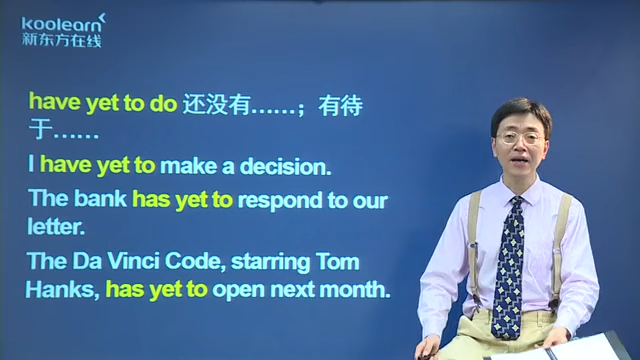 koolearn
新东方在线
have yet to do 还没有……；有待
于……
I have yet to make a decision.
The bank has yet to respond to our
letter.
The Da Vinci Code, starring Tom
Hanks, has yet to open next month.